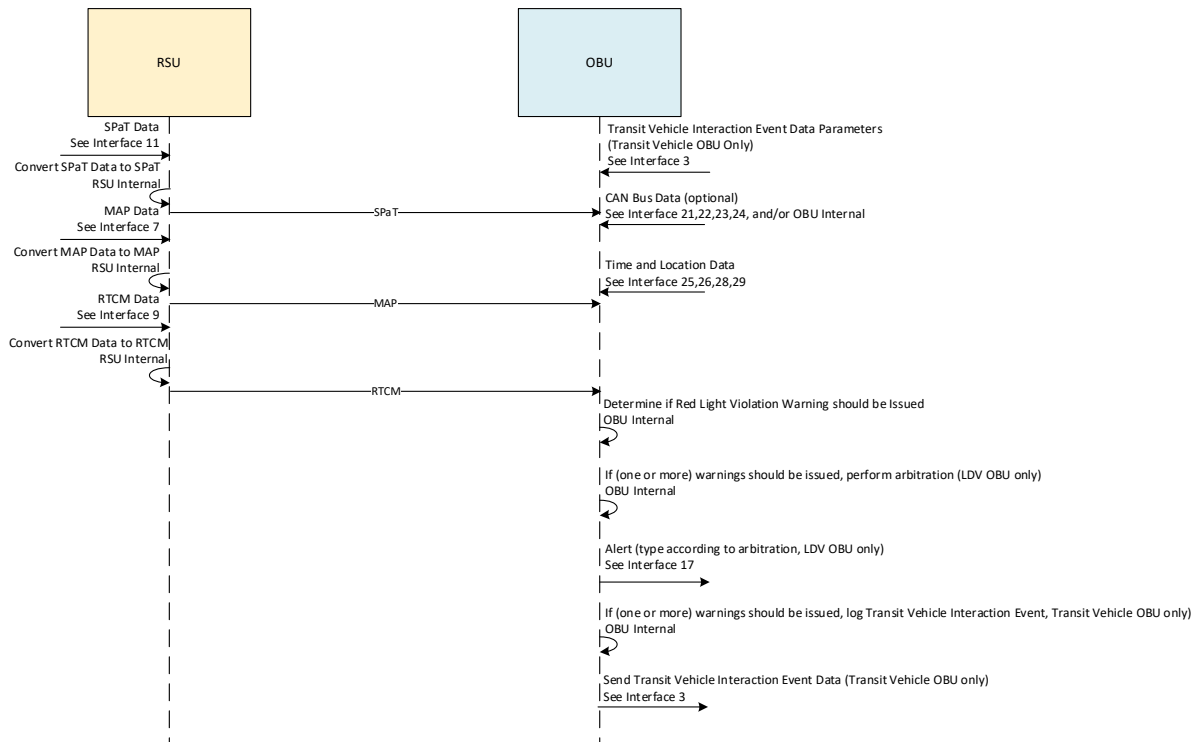 RSU
OBU
SPaT Data
See Interface 11
Convert SPaT Data to SPaT
RSU Internal
MAP Data
See Interface 7
Convert MAP Data to MAP
RSU Internal
RTCM Data
See Interface 9
Convert RTCM Data to RTCM
RSU Internal
SPaT
MAP
RTCM
Transit Vehicle Interaction Event Data Parameters
(Transit Vehicle OBU Only)
See Interface 3
CAN Bus Data (optional)
See Interface 21,22,23,24, and/or OBU Internal
Time and Location Data
See Interface 25,26,28,29
Determine if Red Light Violation Warning should be Issued
OBU Internal
If (one or more) warnings should be issued, perform arbitration (LDV OBU only)
OBU Internal
Alert (type according to arbitration, LDV OBU only)
See Interface 17
If (one or more) warnings should be issued, log Transit Vehicle Interaction Event, Transit Vehicle OBU only)
OBU Internal
Send Transit Vehicle Interaction Event Data (Transit Vehicle OBU only)
See Interface 3